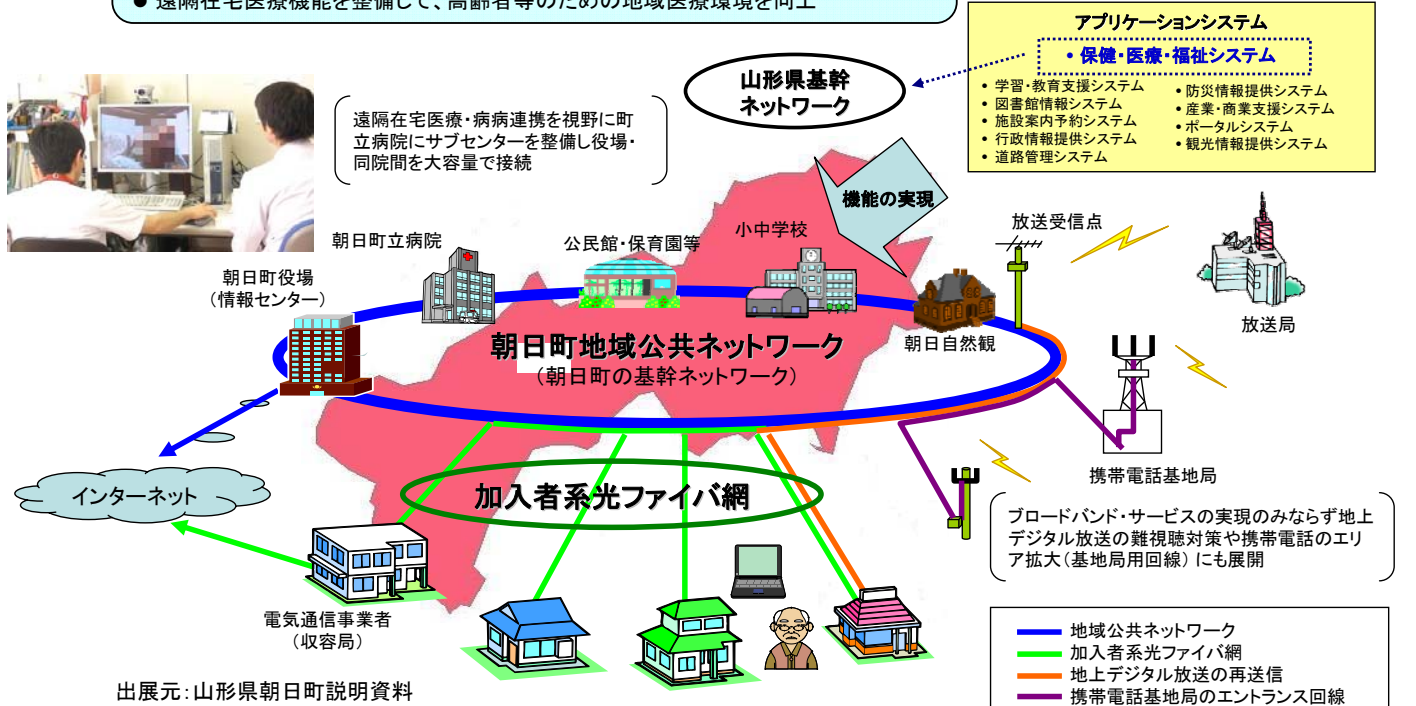 ● 遠隔在宅医療機能を整備して、高齢者等のための地域医療環境を向上
アプリケーションシステム
・保健・医療・福祉システム
• 学習・教育支援システム
• 図書館情報システム
• 施設案内予約システム
• 行政情報提供システム
• 道路管理システム
• 防災情報提供システム
• 産業・商業支援システム
• ポータルシステム
• 観光情報提供システム
山形県基幹
ネットワーク
遠隔在宅医療・病病連携を視野に町
立病院にサブセンターを整備し役場・
同院間を大容量で接続
機能の実現
放送受信点
小中学校
公民館・保育園等
朝日町立病院
朝日町役場
（情報センター）
放送局
朝日自然観
朝日町地域公共ネットワーク
（朝日町の基幹ネットワーク）
携帯電話基地局
インターネット
加入者系光ファイバ網
ブロードバンド・サービスの実現のみならず地上
デジタル放送の難視聴対策や携帯電話のエリ
ア拡大（基地局用回線）にも展開
電気通信事業者
（収容局）
地域公共ネットワーク
加入者系光ファイバ網
地上デジタル放送の再送信
携帯電話基地局のエントランス回線
出展元：山形県朝日町説明資料